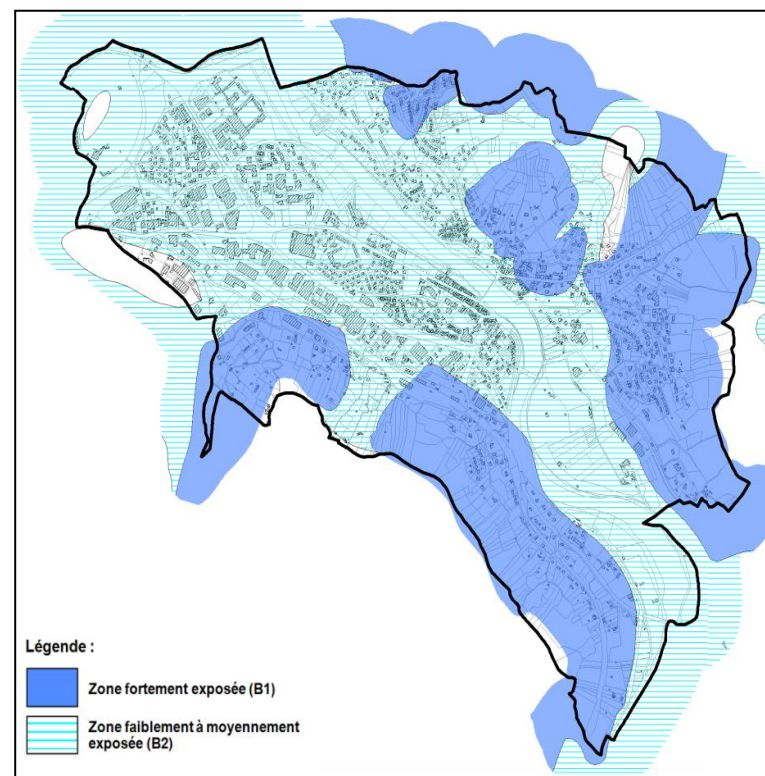 Légende :
Zone fortement exposée (B1)
Zone faiblement à moyennement
exposée (B2)